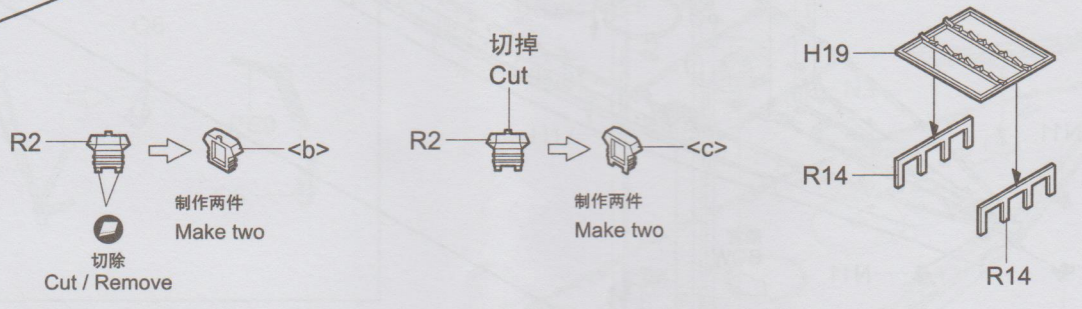 R2
<b>
制作两件
Make two
切除
Cut / Remove
切掉
Cut
R2
<c>
制作两件
Make two
H19
R14
R14